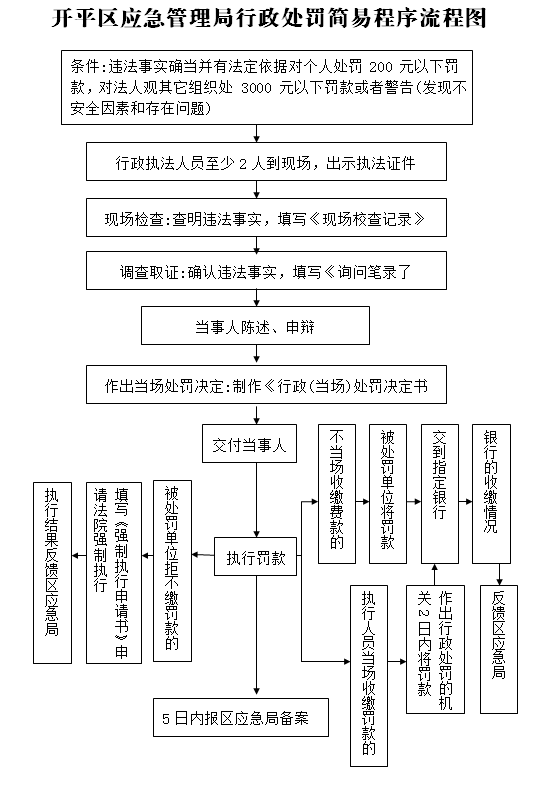 开平区应急管理局行政处罚简易程序流程图
条件:违法事实确当并有法定依据对个人处罚 200 元以下罚
款，对法人观其它组织处 3000 元以下罚款或者警告(发现不
安全因素和存在问题)
行政执法人员至少 2 人到现场，出示执法证件
现场检查:查明违法事实，填写《现场校查记录》
调查取证:确认违法事实，填写《询问笔录了
当事人陈述、申辩
作出当场处罚决定:制作《行政(当场)处罚决定书
交付当事人
不当场收缴费款的
被处罚单位将罚款
交到指定银行
银行的收缴情况
执行结果反馈区应急局
填写《强制执行申请书》申
请法院强制执行
被处罚单位拒不缴罚款的
执行罚款
执行人员当场收缴罚款的
作出行政处罚的机
关2日内将罚款
反馈区应急局
5 日内报区应急局备案